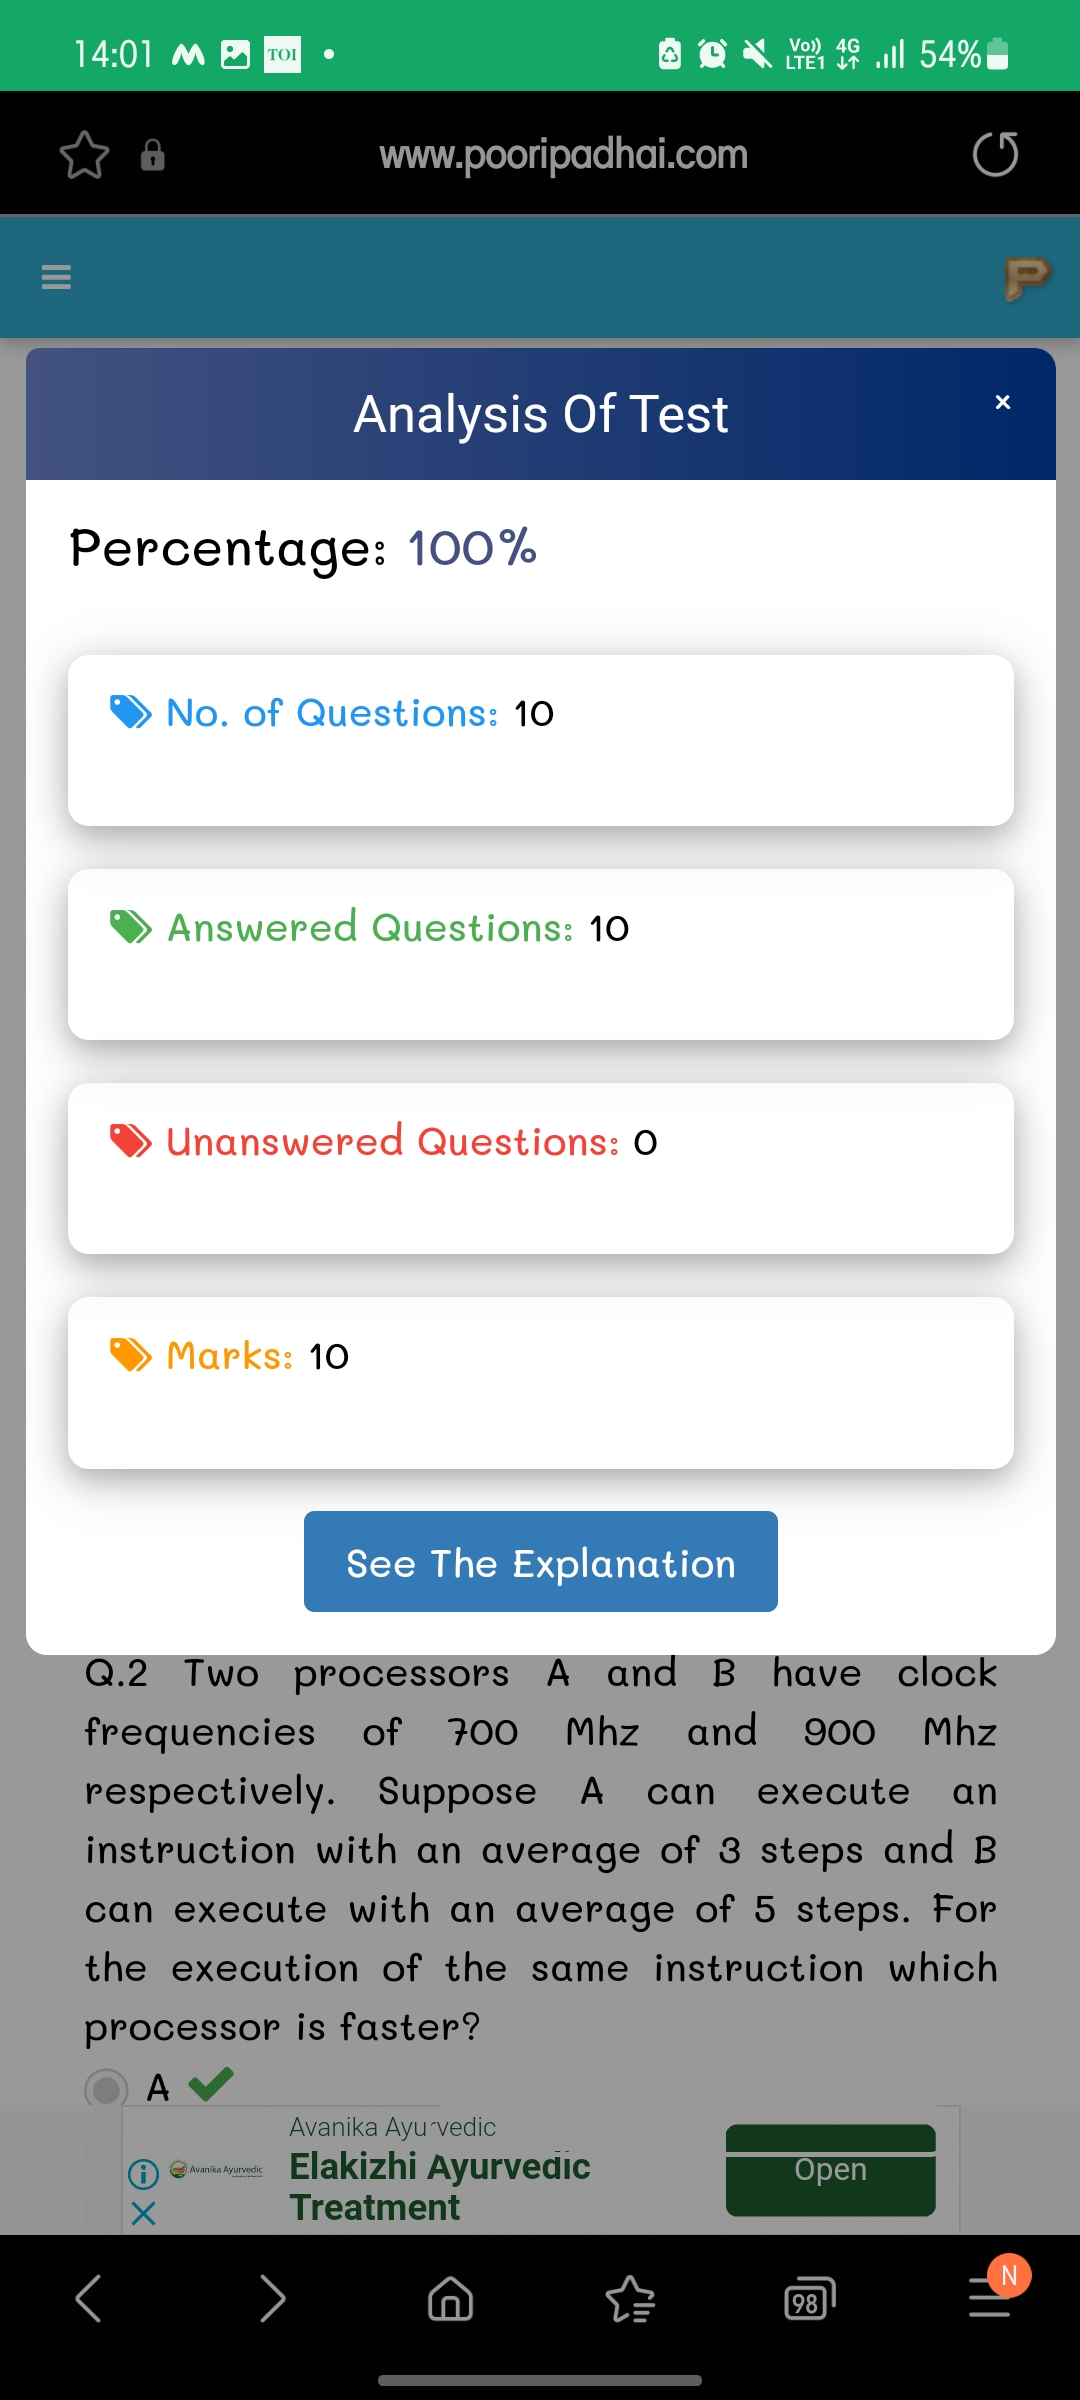 14:01 TOI Vo)) LTE1 4G 54%
www.pooripadhai.com
P
Analysis Of Test ×
Percentage: 100%
No. of Questions: 10
Answered Questions: 10
Unanswered Questions: 0
Marks: 10
See The Explanation
Q.2 Two processors A and B have clock
frequencies of 700 Mhz and 900 Mhz
respectively. Suppose A can execute an
instruction with an average of 3 steps and B
can execute with an average of 5 steps. For
the execution of the same instruction which
processor is faster?
A
Avanika Ayurvedic
Avanika Ayurvedic
Elakizhi Ayurvedic
Treatment
Open
98
N